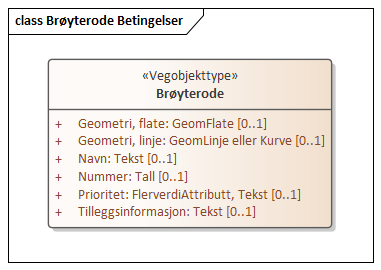 class Brøyterode Betingelser
«Vegobjekttype»
Brøyterode
+ Geometri, flate: GeomFlate [0..1]
+ Geometri, linje: GeomLinje eller Kurve [0..1]
+ Navn: Tekst [0..1]
+ Nummer: Tall [0..1]
+ Prioritet: FlerverdiAttributt, Tekst [0..1]
+ Tilleggsinformasjon: Tekst [0..1]